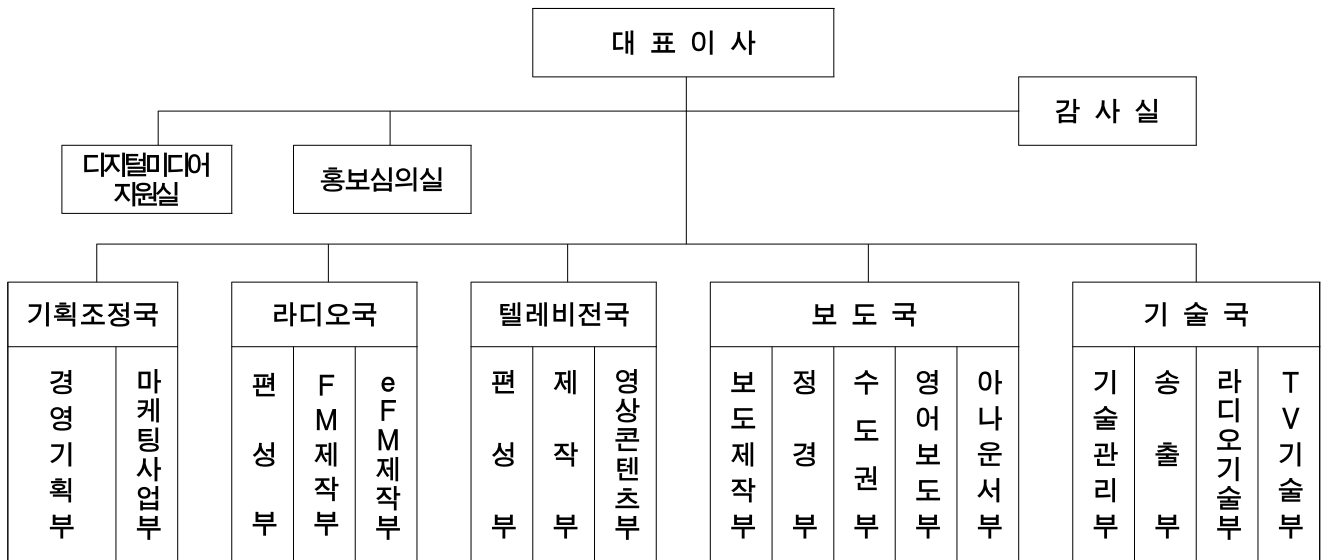 대 표 이 사
감 사 실
디지털미디어
지원실
홍보심의실
기획조정국
라디오국
텔레비전국
보 도 국
기 술 국
경영기획부
마케팅사업부
편성부
FM제작부
eFM제작부
편성부
제작부
영상콘텐츠부
보도제작부
정경부
수도권부
영어보도부
아나운서부
기술관리부
송출부
라디오기술부
TV기술부